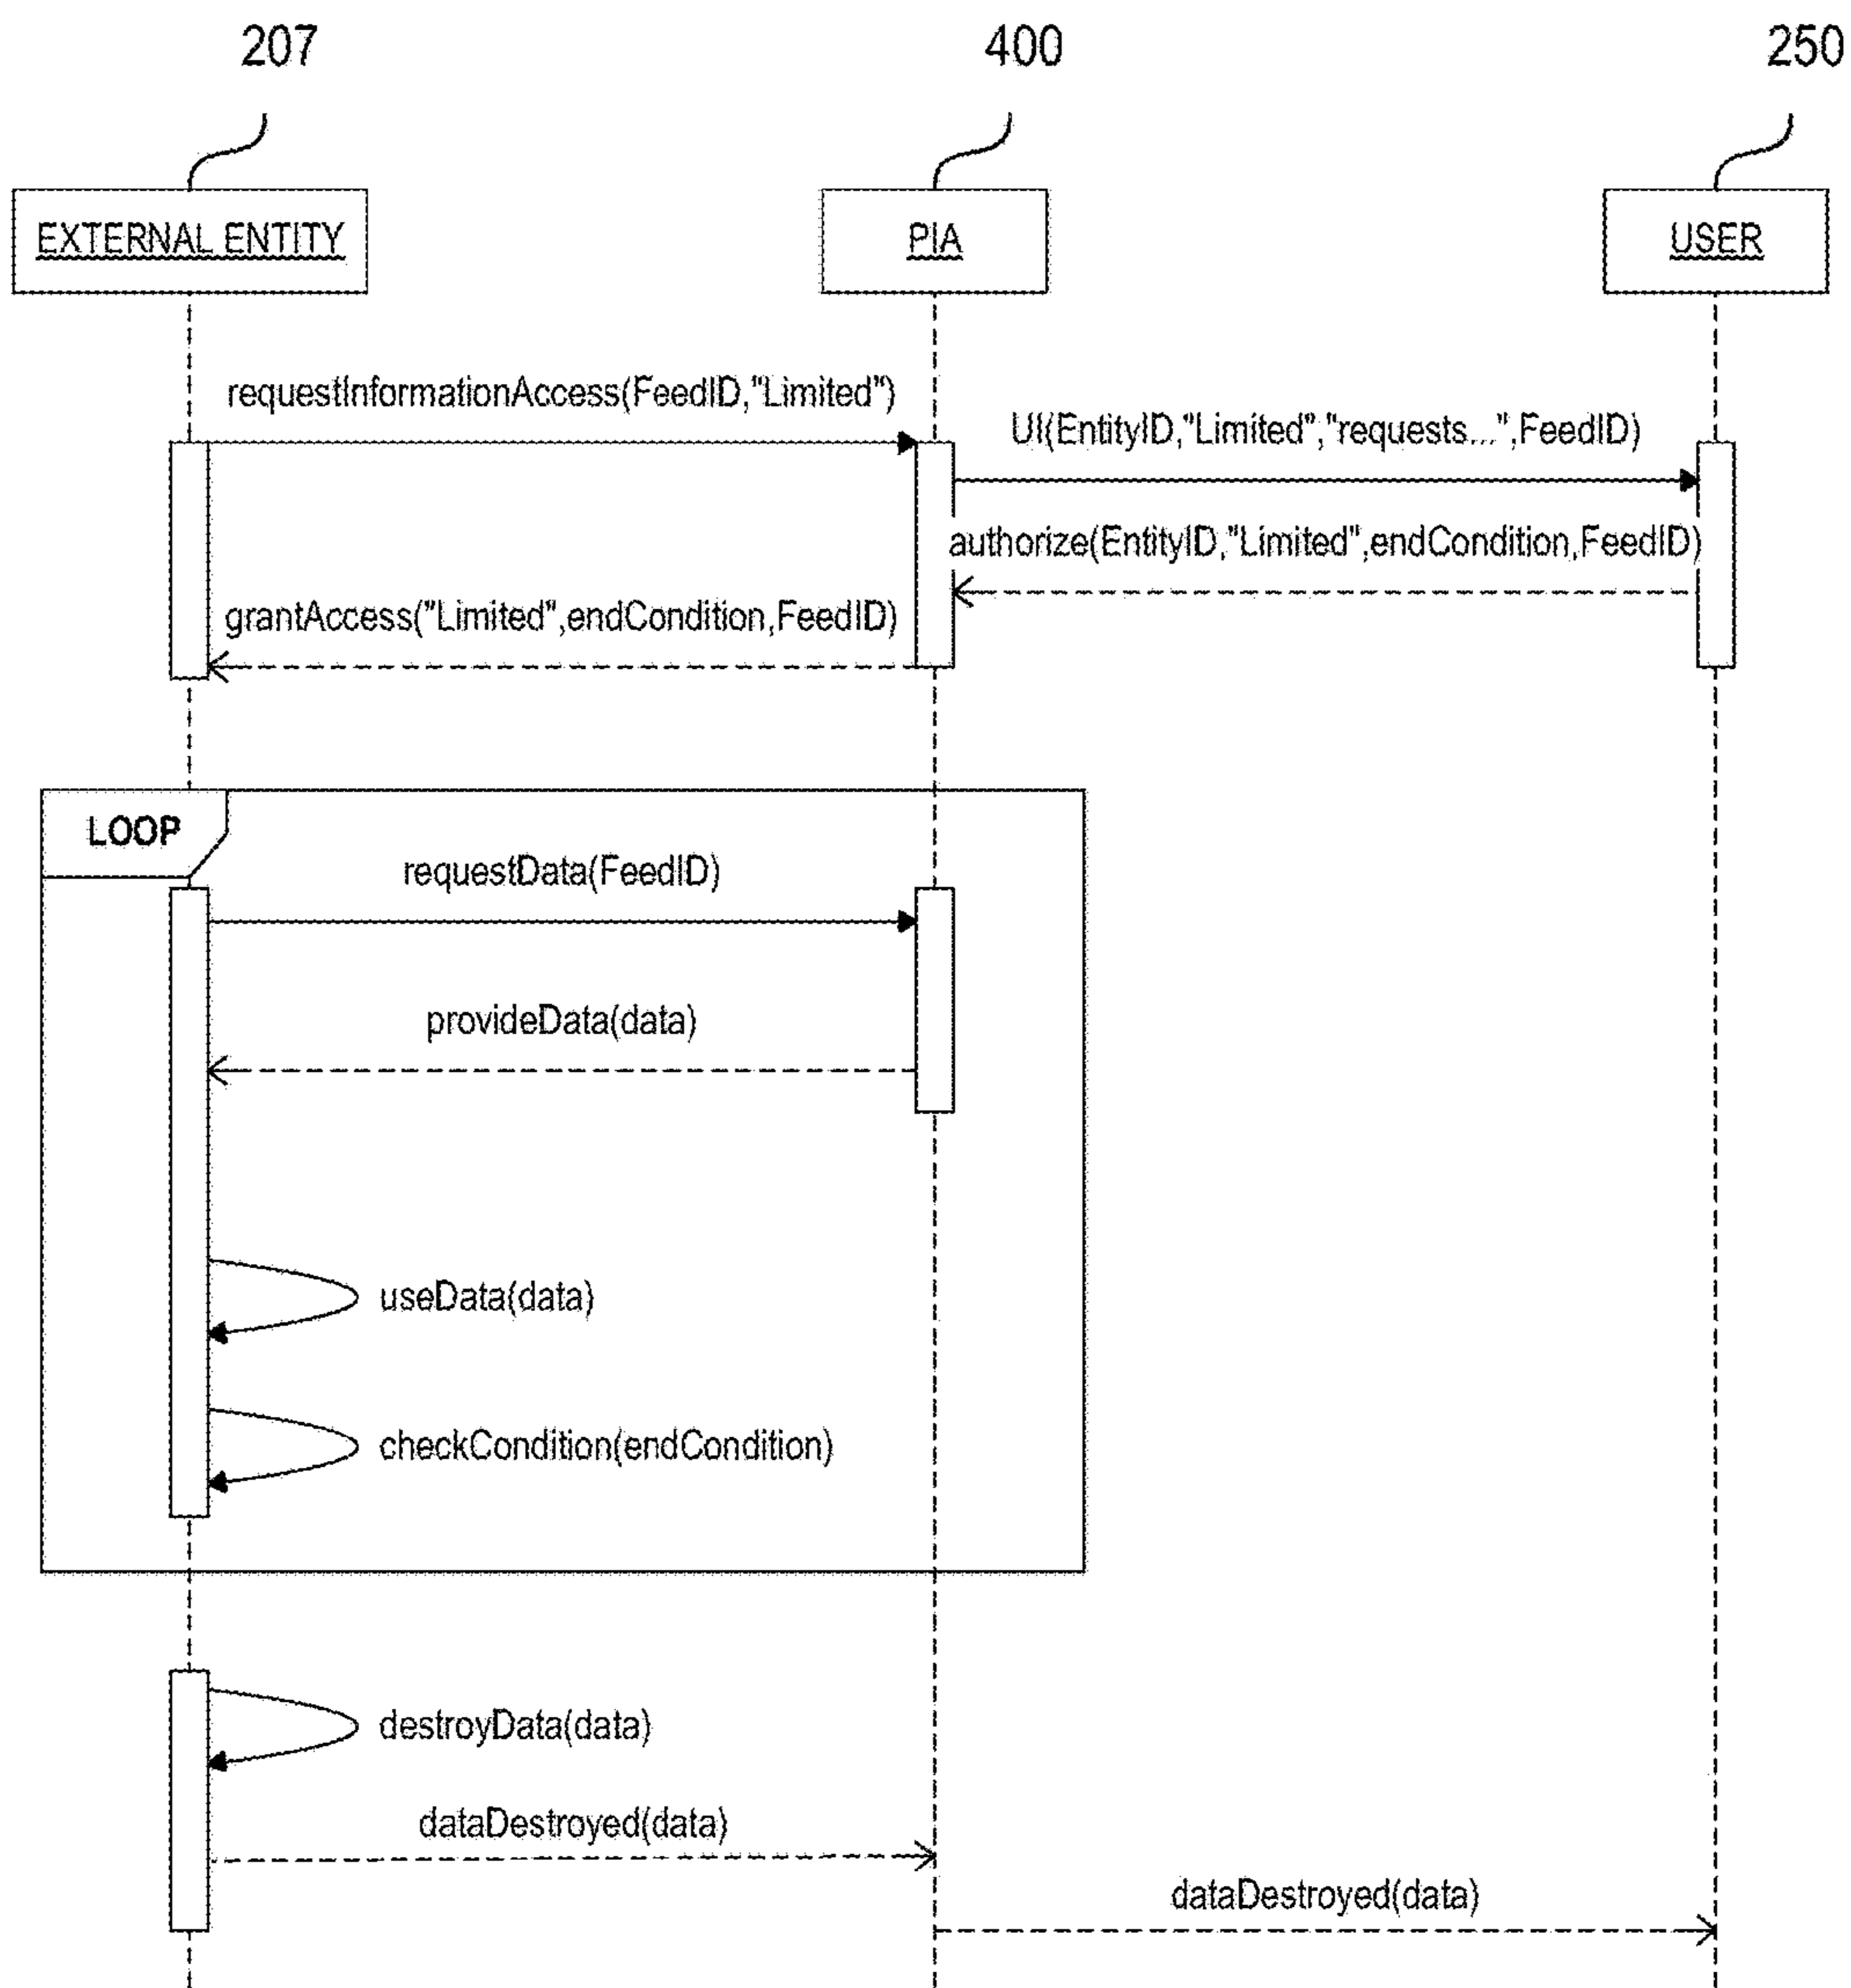 207
400
250
EXTERNAL ENTITY
PIA
USER
requestInformationAccess(FeedID,"Limited")
UI(EntityID,"Limited","requests...",FeedID)
authorize(EntityID,"Limited",endCondition,FeedID)
grantAccess("Limited",endCondition,FeedID)
LOOP
requestData(FeedID)
provideData(data)
useData(data)
checkCondition(endCondition)
destroyData(data)
dataDestroyed(data)
dataDestroyed(data)